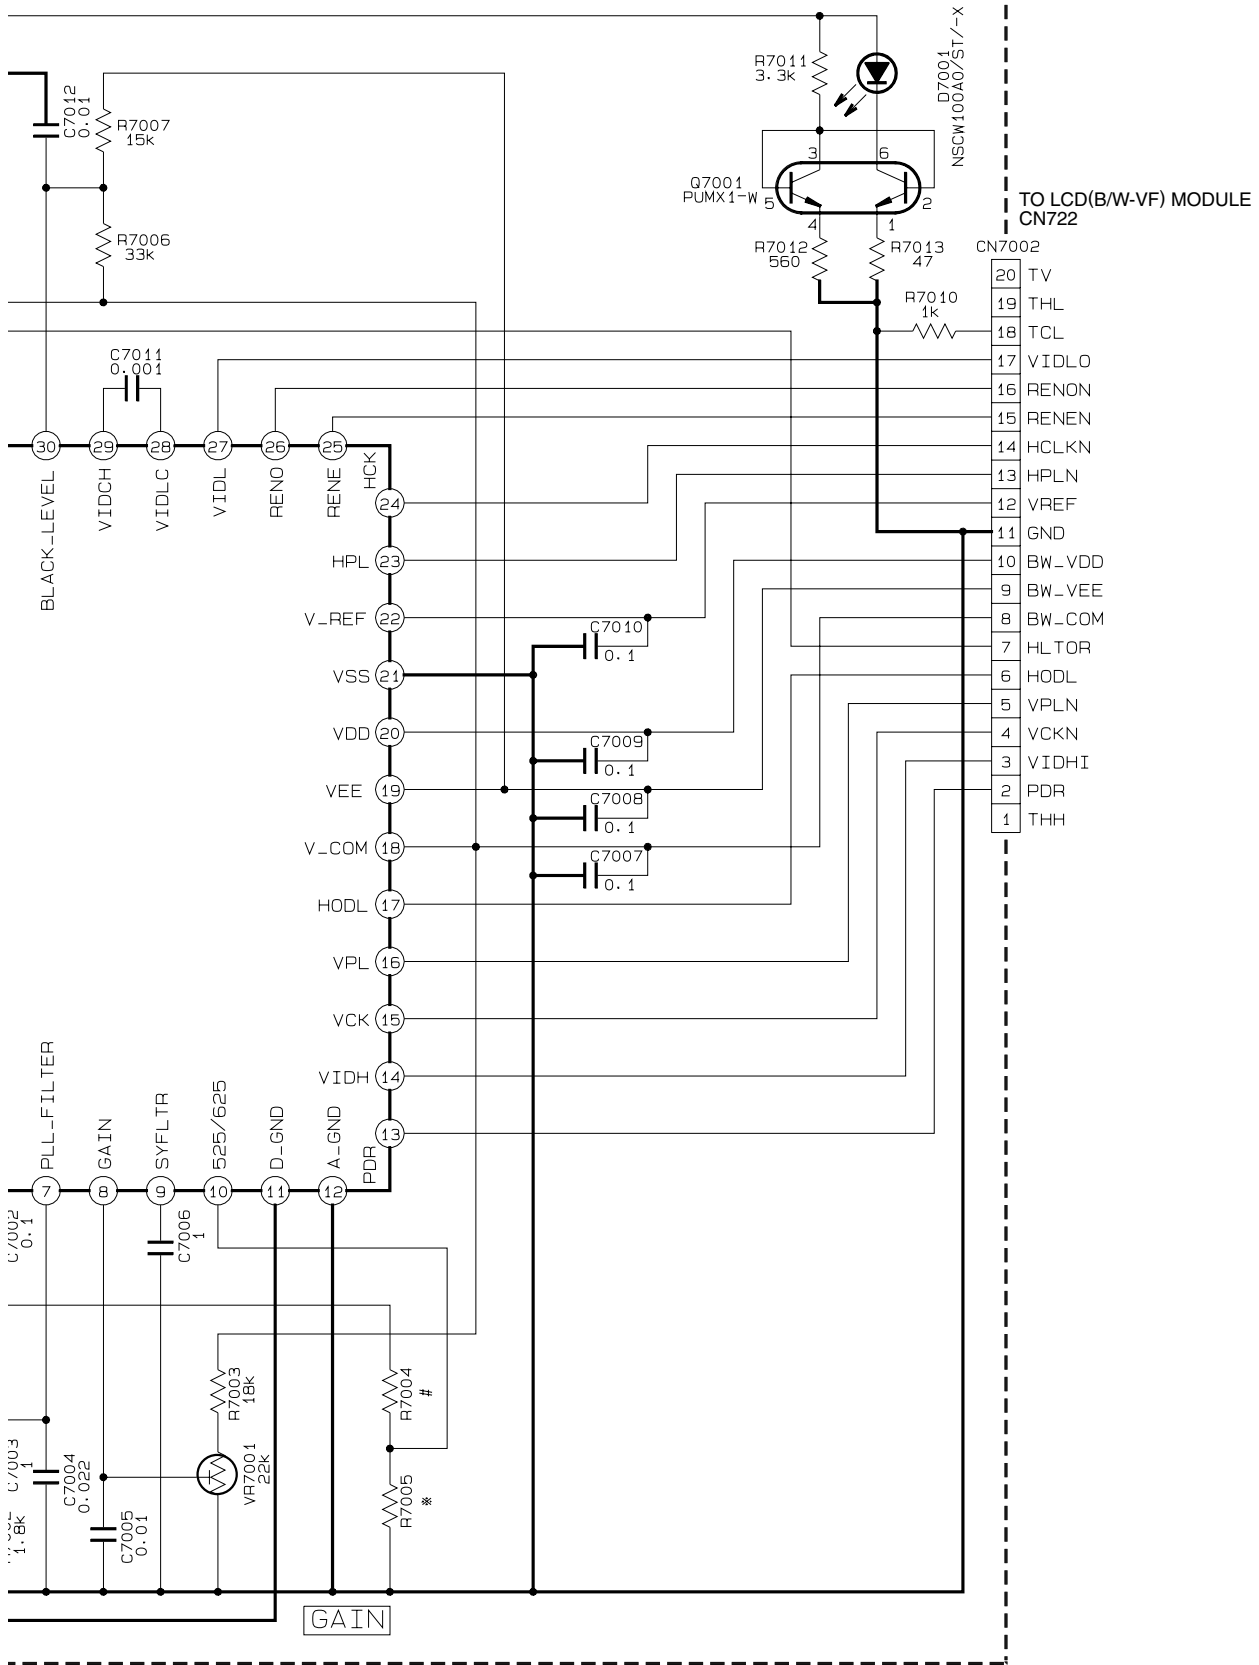 R7011
3.3k
D7001
NSCW100A0/ST/-X
C7012
0.01
R7007
15k
3
6
Q7001
PUMX1-W
5
2
4
1
TO LCD(B/W-VF) MODULE
CN722
R7006
33k
R7012
560
R7013
47
CN7002
R7010
1k
20 TV
19 THL
18 TCL
17 VIDLO
16 RENON
15 RENEN
14 HCLKN
13 HPLN
12 VREF
11 GND
10 BW_VDD
9 BW_VEE
8 BW_COM
7 HLTOR
6 HODL
5 VPLN
4 VCKN
3 VIDHI
2 PDR
1 THH
C7011
0.001
30
29
28
27
26
25
BLACK_LEVEL
VIDCH
VIDLC
VIDL
RENO
RENE
HCK
24
HPL 23
V_REF 22
C7010
0.1
VSS 21
VDD 20
C7009
0.1
VEE 19
C7008
0.1
V_COM 18
C7007
0.1
HODL 17
VPL 16
VCK 15
VIDH 14
13
PLL_FILTER
GAIN
SYFLTR
525/625
D_GND
A_GND
PDR
7
8
9
10
11
12
C7002
0.1
C7006
1
R7003
18k
R7004
#
C7003
1
C7004
0.022
VR7001
22k
R7005
※
1.8k
C7005
0.01
GAIN